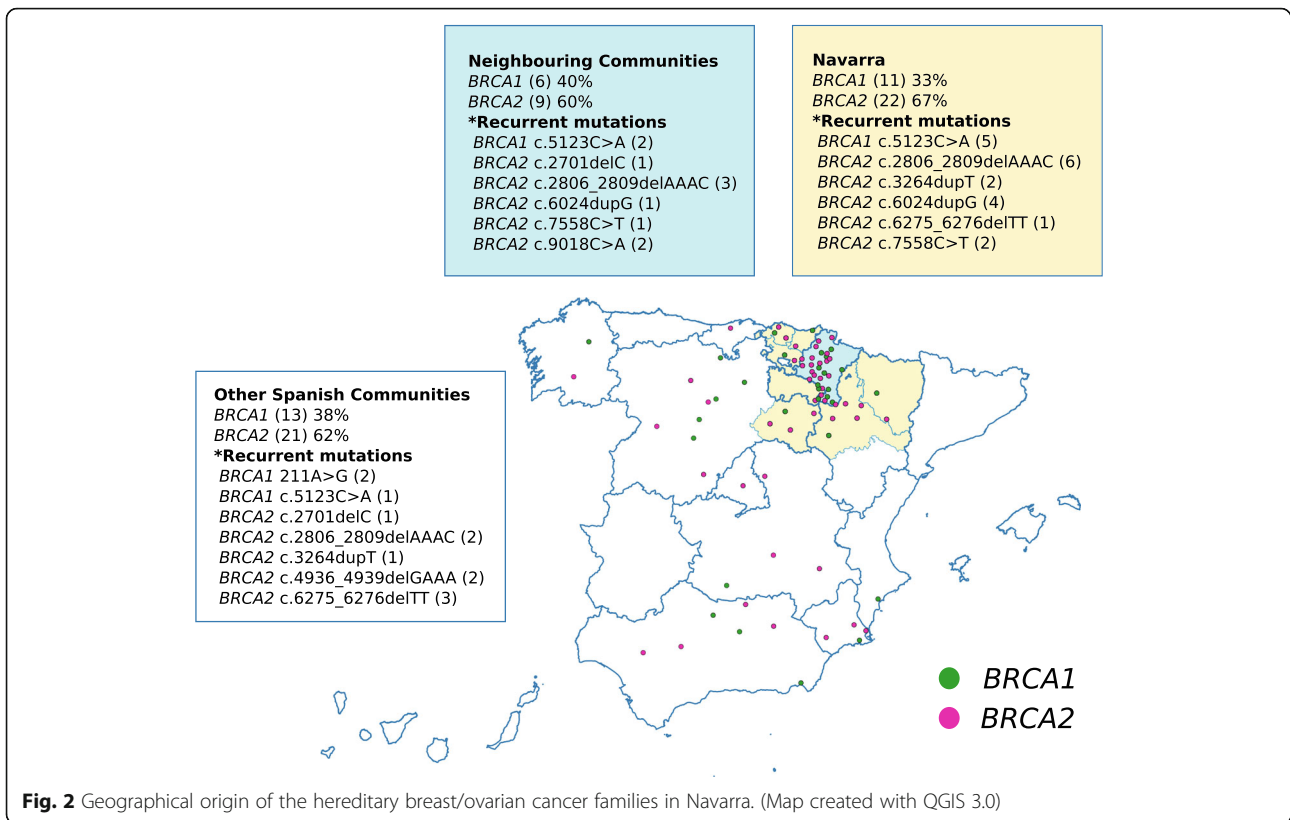 Neighbouring Communities
BRCA1 (6) 40%
BRCA2 (9) 60%
*Recurrent mutations
BRCA1 c.5123C>A (2)
BRCA2 c.2701delC (1)
BRCA2 c.2806_2809delAAAC (3)
BRCA2 c.6024dupG (1)
BRCA2 c.7558C>T (1)
BRCA2 c.9018C>A (2)
Navarra
BRCA1 (11) 33%
BRCA2 (22) 67%
*Recurrent mutations
BRCA1 c.5123C>A (5)
BRCA2 c.2806_2809delAAAC (6)
BRCA2 c.3264dupT (2)
BRCA2 c.6024dupG (4)
BRCA2 c.6275_6276delTT (1)
BRCA2 c.7558C>T (2)
Other Spanish Communities
BRCA1 (13) 38%
BRCA2 (21) 62%
*Recurrent mutations
BRCA1 211A>G (2)
BRCA1 c.5123C>A (1)
BRCA2 c.2701delC (1)
BRCA2 c.2806_2809delAAAC (2)
BRCA2 c.3264dupT (1)
BRCA2 c.4936_4939delGAAA (2)
BRCA2 c.6275_6276delTT (3)
BRCA1
BRCA2
Fig. 2 Geographical origin of the hereditary breast/ovarian cancer families in Navarra. (Map created with QGIS 3.0)